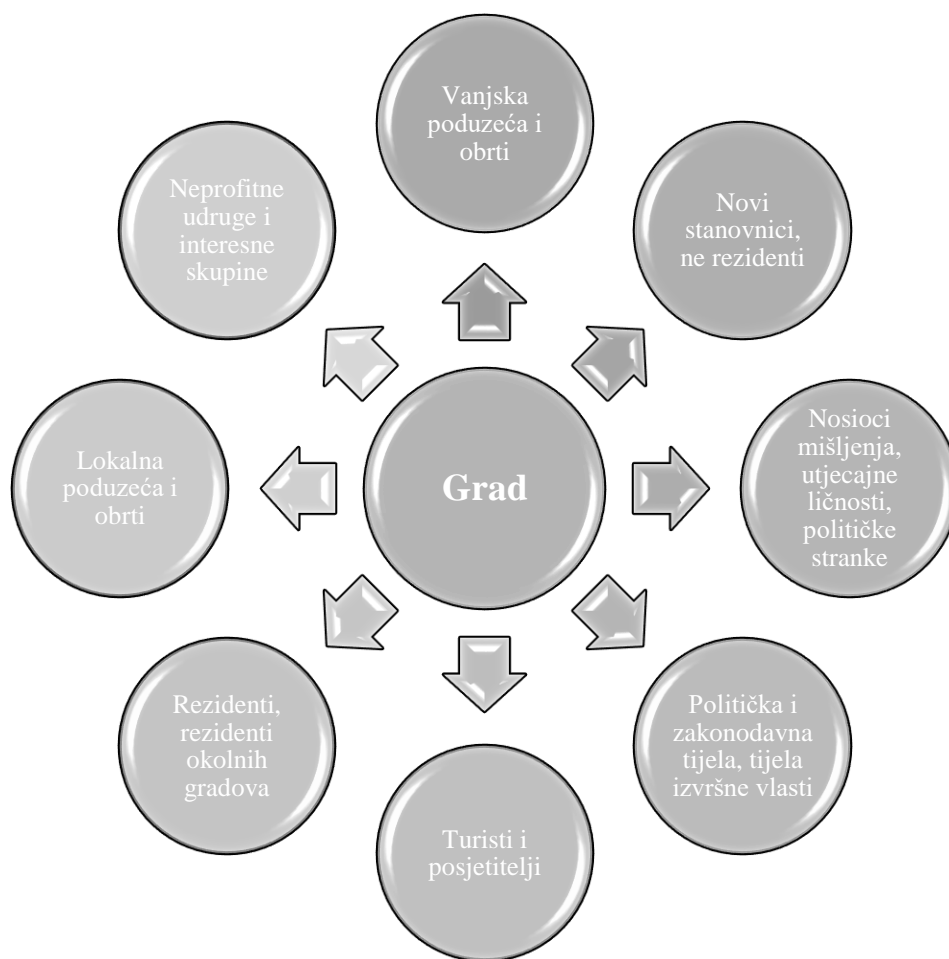 Vanjska
poduzeća i
obrti
Novi
stanovnici,
ne rezidenti
Nosioci
mišljenja,
utjecajne
ličnosti,
političke
stranke
Politička i
zakonodavna
tijela, tijela
izvršne vlasti
Turisti i
posjetitelji
Rezidenti,
rezidenti
okolnih
gradova
Lokalna
poduzeća i
obrti
Neprofitne
udruge i
interesne
skupine
Grad